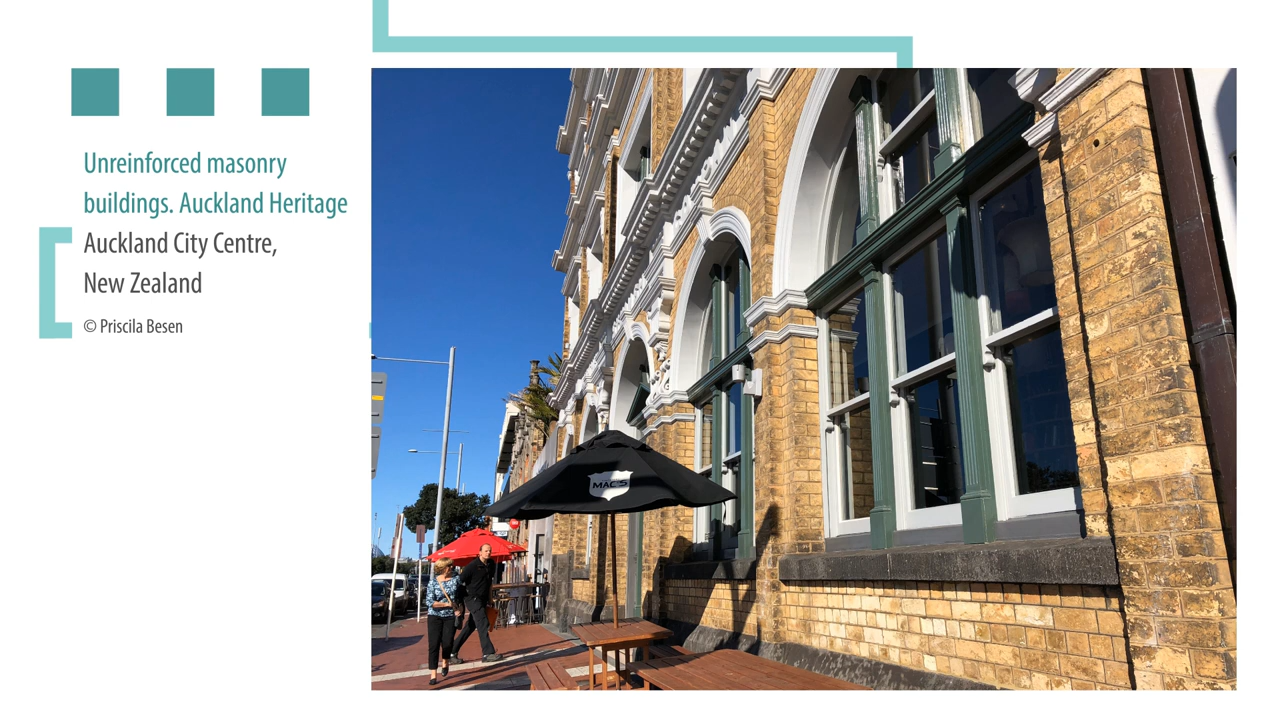 Unreinforced masonry
buildings. Auckland Heritage
Auckland City Centre,
New Zealand
© Priscila Besen
MAC'S